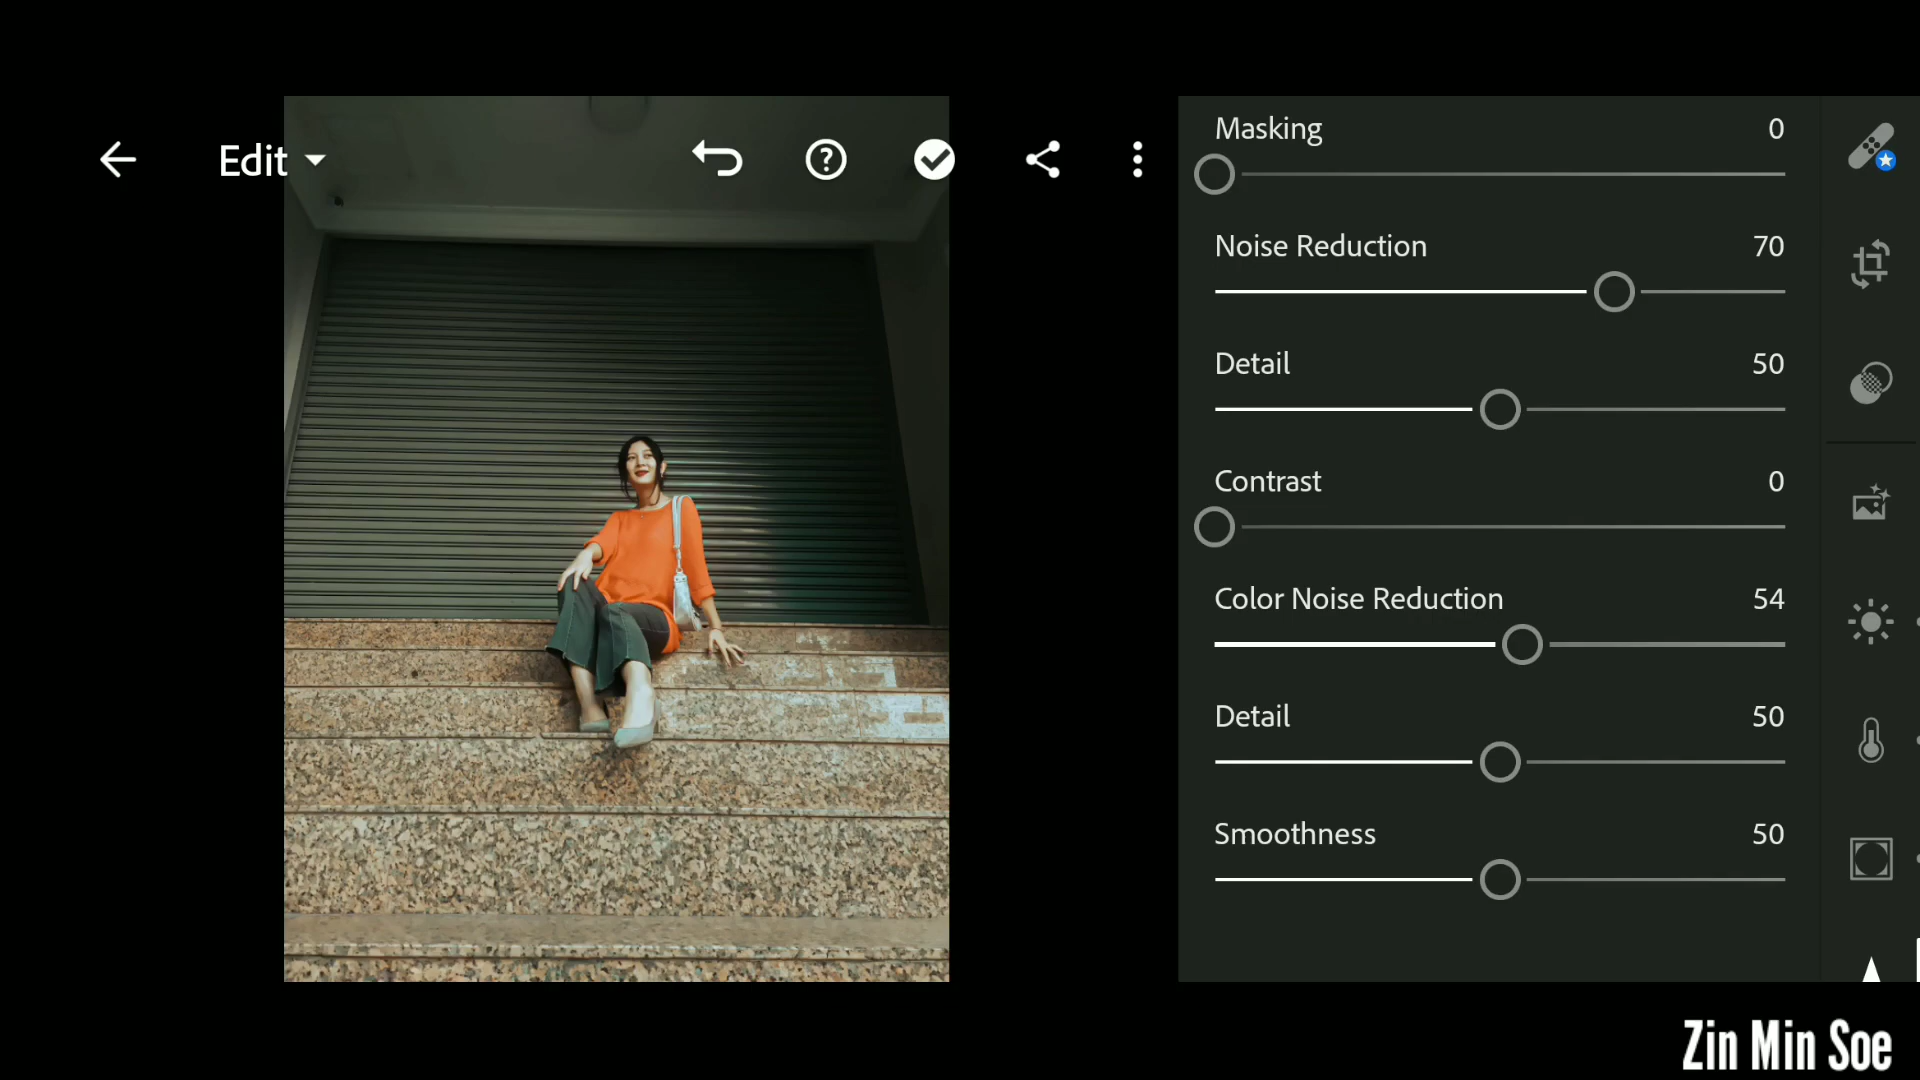 Edit
Masking 0
Noise Reduction 70
Detail 50
Contrast 0
Color Noise Reduction 54
Detail 50
Smoothness 50
Zin Min Soe